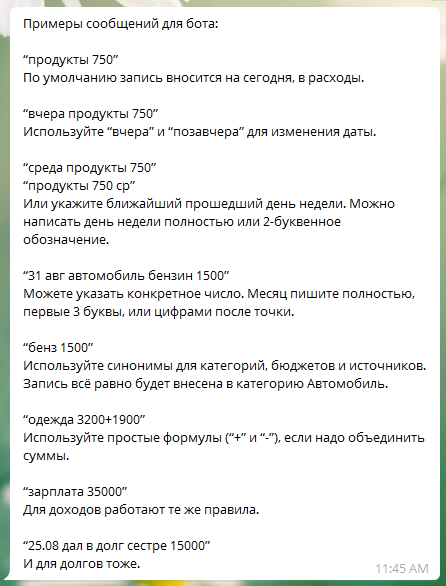 Примеры сообщений для бота:
“продукты 750”
По умолчанию запись вносится на сегодня, в расходы.
“вчера продукты 750”
Используйте “вчера” и “позавчера” для изменения даты.
“среда продукты 750”
“продукты 750 ср”
Или укажите ближайший прошедший день недели. Можно
написать день недели полностью или 2-буквенное
обозначение.
“31 авг автомобиль бензин 1500”
Можете указать конкретное число. Месяц пишите полностью,
первые 3 буквы, или цифрами после точки.
“бенз 1500”
Используйте синонимы для категорий, бюджетов и источников.
Запись всё равно будет внесена в категорию Автомобиль.
“одежда 3200+1900”
Используйте простые формулы (“+” и “-”), если надо объединить
суммы.
“зарплата 35000”
Для доходов работают те же правила.
“25.08 дал в долг сестре 15000”
И для долгов тоже.
11:45 AM